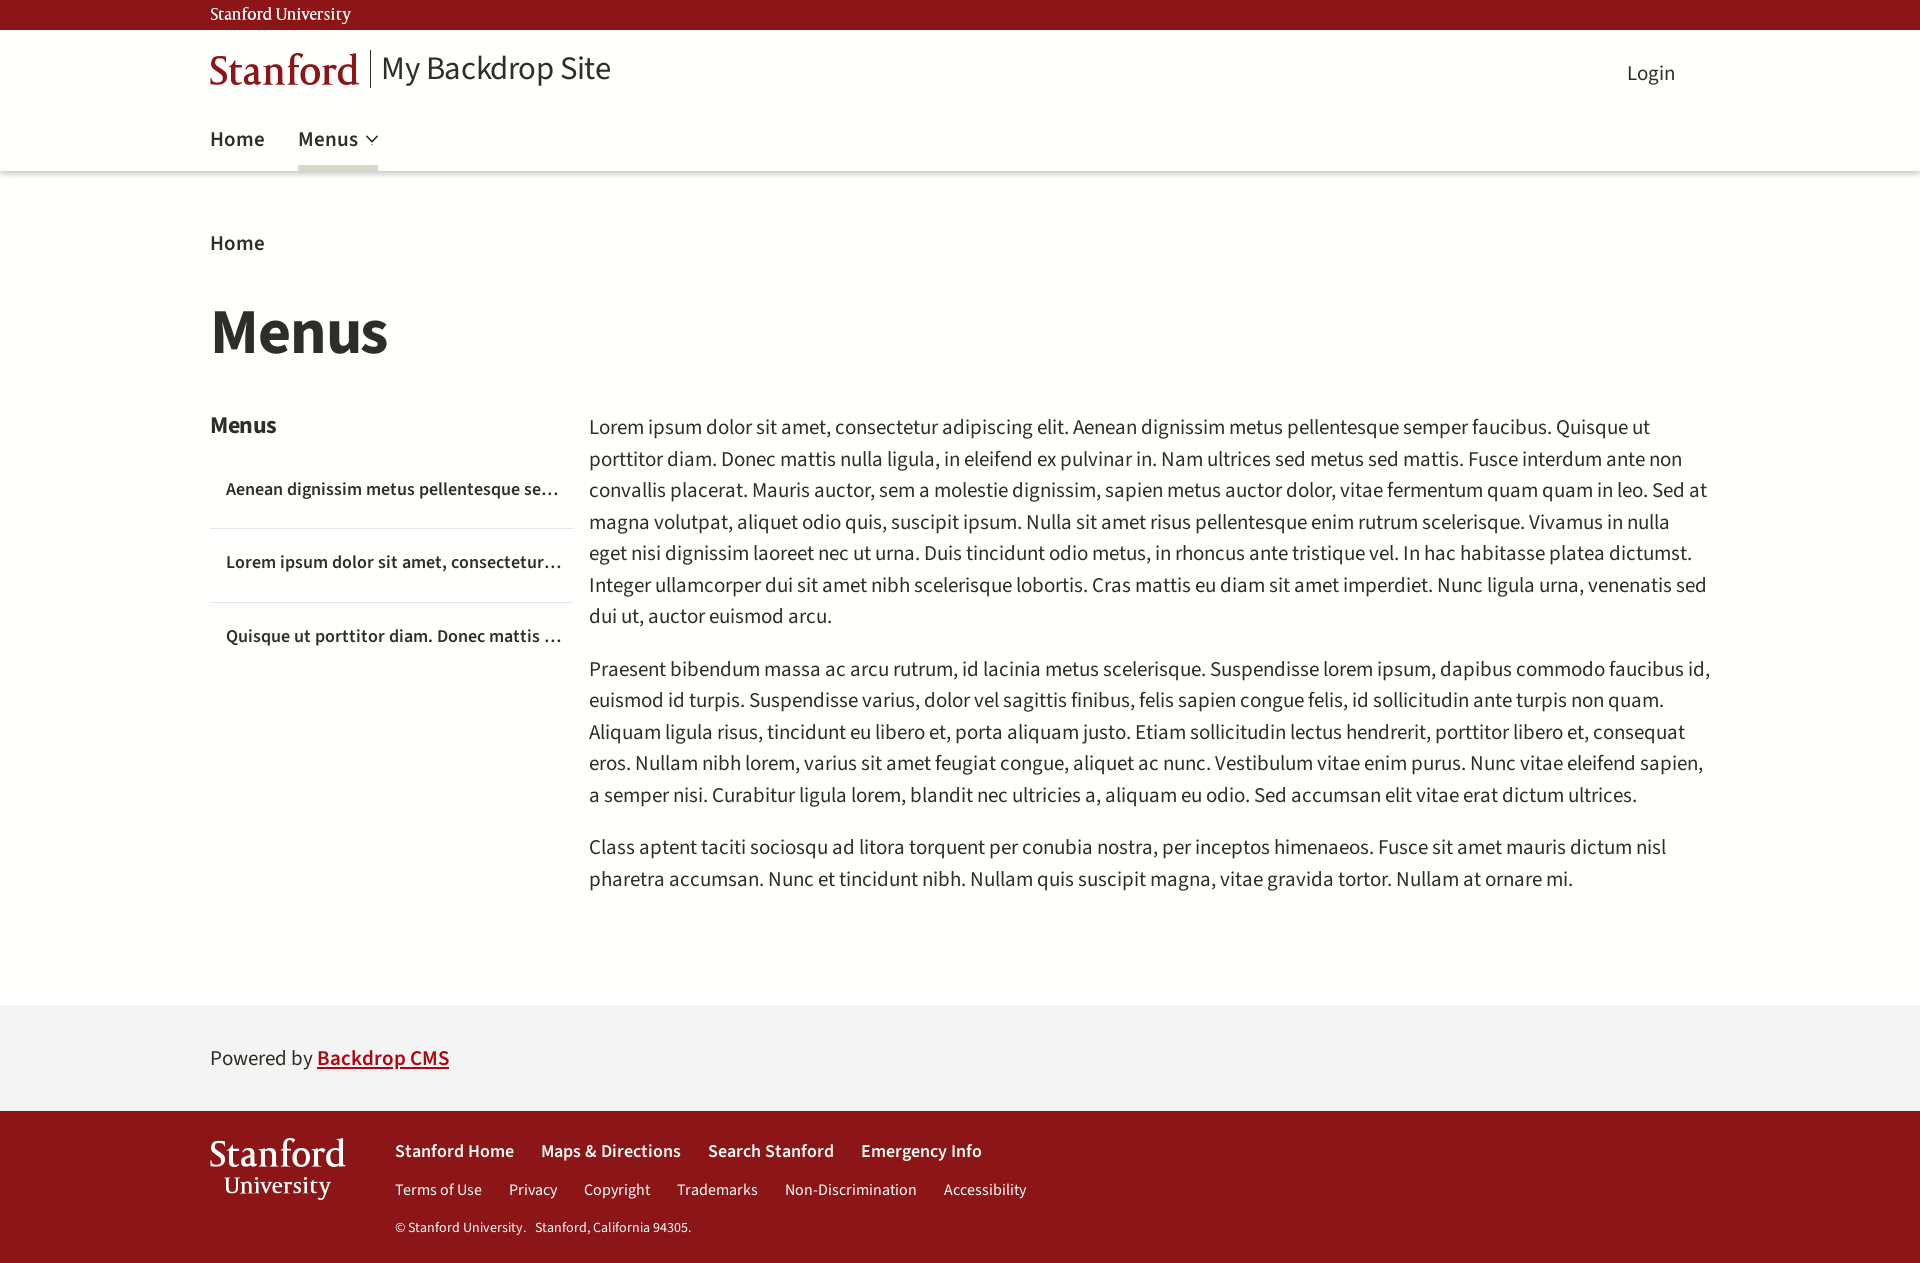 Stanford University
Stanford My Backdrop Site
Login
Home Menus
Home
Menus
Menus
Aenean dignissim metus pellentesque se...
Lorem ipsum dolor sit amet, consectetur...
Quisque ut porttitor diam. Donec mattis ...
Lorem ipsum dolor sit amet, consectetur adipiscing elit. Aenean dignissim metus pellentesque semper faucibus. Quisque ut
porttitor diam. Donec mattis nulla ligula, in eleifend ex pulvinar in. Nam ultrices sed metus sed mattis. Fusce interdum ante non
convallis placerat. Mauris auctor, sem a molestie dignissim, sapien metus auctor dolor, vitae fermentum quam quam in leo. Sed at
magna volutpat, aliquet odio quis, suscipit ipsum. Nulla sit amet risus pellentesque enim rutrum scelerisque. Vivamus in nulla
eget nisi dignissim laoreet nec ut urna. Duis tincidunt odio metus, in rhoncus ante tristique vel. In hac habitasse platea dictumst.
Integer ullamcorper dui sit amet nibh scelerisque lobortis. Cras mattis eu diam sit amet imperdiet. Nunc ligula urna, venenatis sed
dui ut, auctor euismod arcu.
Praesent bibendum massa ac arcu rutrum, id lacinia metus scelerisque. Suspendisse lorem ipsum, dapibus commodo faucibus id,
euismod id turpis. Suspendisse varius, dolor vel sagittis finibus, felis sapien congue felis, id sollicitudin ante turpis non quam.
Aliquam ligula risus, tincidunt eu libero et, porta aliquam justo. Etiam sollicitudin lectus hendrerit, porttitor libero et, consequat
eros. Nullam nibh lorem, varius sit amet feugiat congue, aliquet ac nunc. Vestibulum vitae enim purus. Nunc vitae eleifend sapien,
a semper nisi. Curabitur ligula lorem, blandit nec ultricies a, aliquam eu odio. Sed accumsan elit vitae erat dictum ultrices.
Class aptent taciti sociosqu ad litora torquent per conubia nostra, per inceptos himenaeos. Fusce sit amet mauris dictum nisl
pharetra accumsan. Nunc et tincidunt nibh. Nullam quis suscipit magna, vitae gravida tortor. Nullam at ornare mi.
Powered by Backdrop CMS
Stanford
University
Stanford Home Maps & Directions Search Stanford Emergency Info
Terms of Use Privacy Copyright Trademarks Non-Discrimination Accessibility
© Stanford University. Stanford, California 94305.